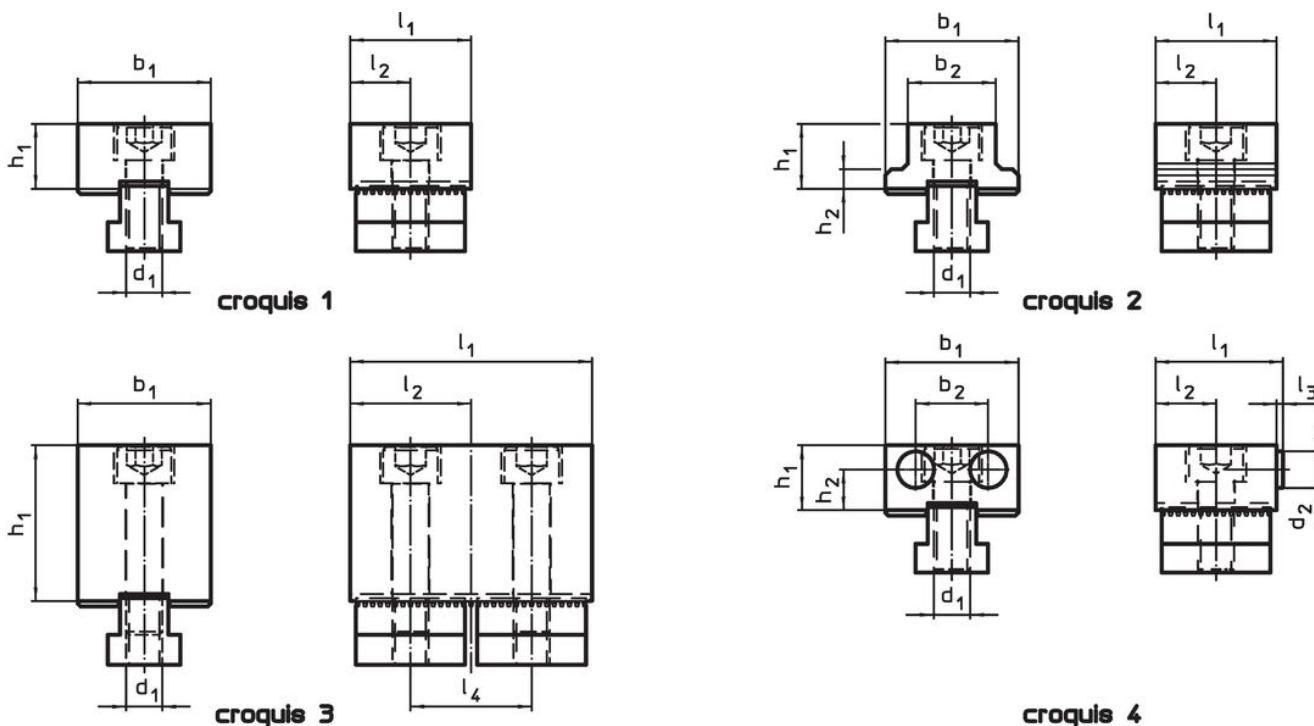 b1
l1
l2
h1
d1
croquis 1
b1
b2
l1
l2
h1
h2
d1
croquis 2
b1
l1
l2
h1
d1
l4
croquis 3
b1
b2
l1
l2
l3
h1
h2
d2
d1
croquis 4